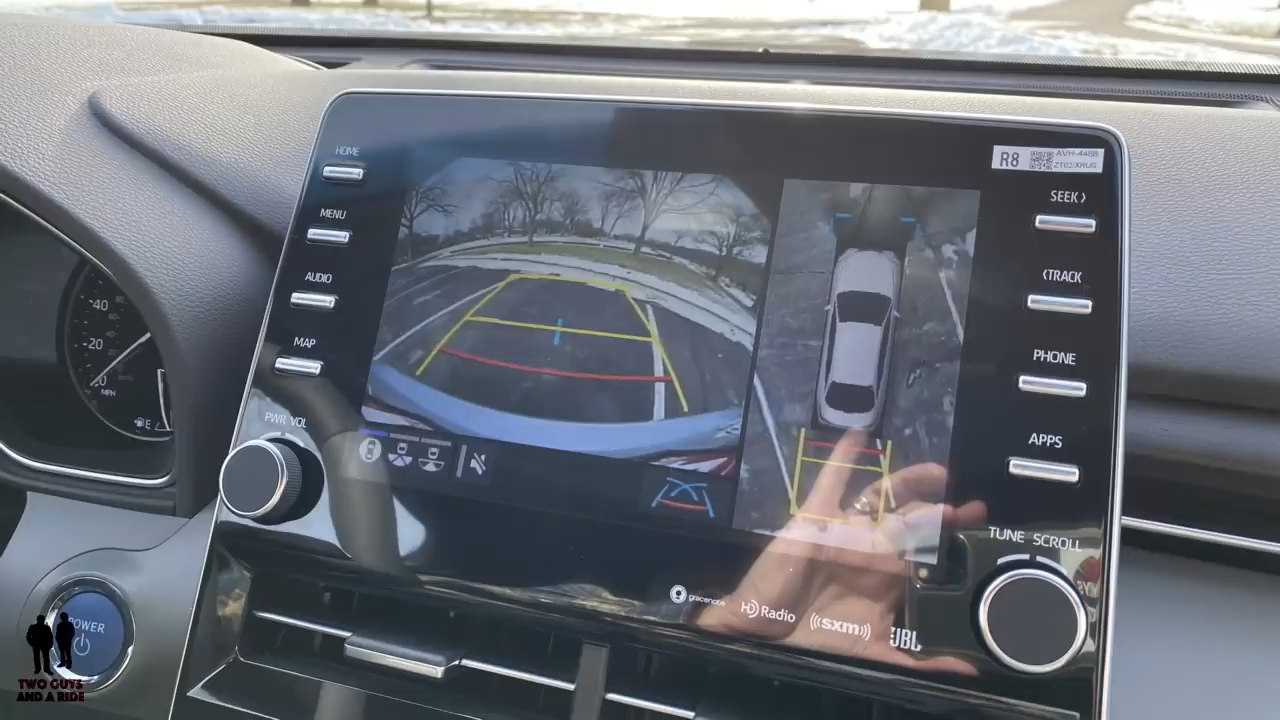 HOME
MENU
AUDIO
MAP
PWR VOL
R8
SEEK >
< TRACK
PHONE
APPS
TUNE SCROLL
-40
-20
MPH
E
POWER
gracenote
HD Radio
((sxm))
JBL
TWO GUYS
AND A RIDE